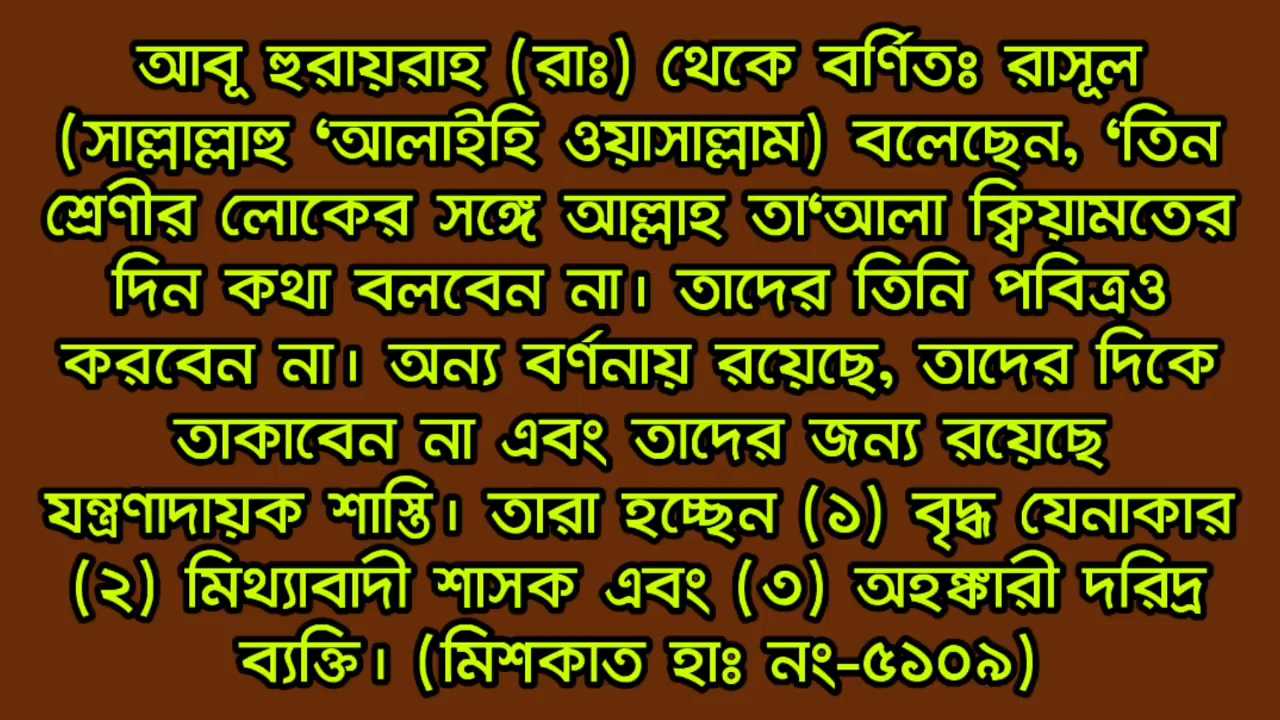 আবূ হুরায়রাহ (রাঃ) থেকে বর্ণিতঃ রাসূল
(সাল্লাল্লাহু ‘আলাইহি ওয়াসাল্লাম) বলেছেন, ‘তিন
শ্রেণীর লোকের সঙ্গে আল্লাহ তা‘আলা ক্বিয়ামতের
দিন কথা বলবেন না। তাদের তিনি পবিত্রও
করবেন না। অন্য বর্ণনায় রয়েছে, তাদের দিকে
তাকাবেন না এবং তাদের জন্য রয়েছে
যন্ত্রণাদায়ক শাস্তি। তারা হচ্ছেন (১) বৃদ্ধ যেনাকার
(২) মিথ্যাবাদী শাসক এবং (৩) অহঙ্কারী দরিদ্র
ব্যক্তি। (মিশকাত হাঃ নং-৫১০৯)